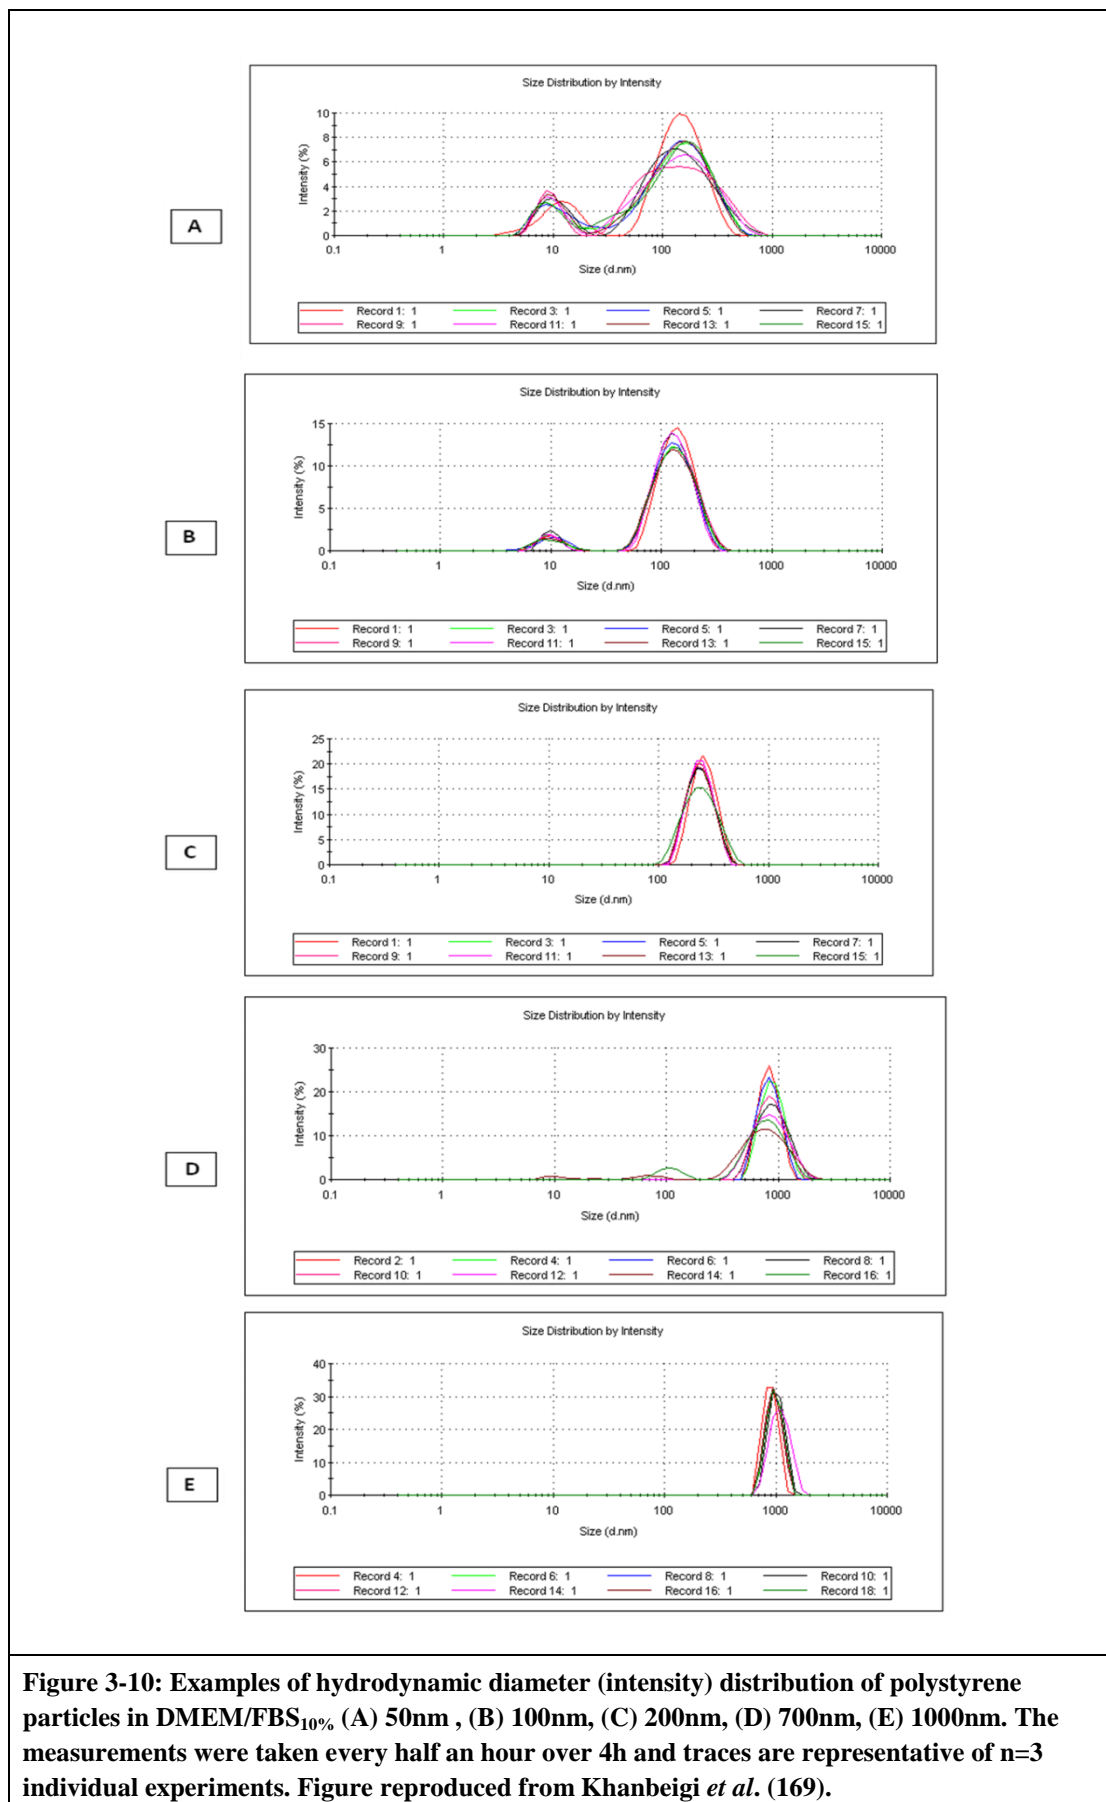 Size Distribution by Intensity
10
8
6
4
2
0
Intensity (%)
0.1 1 10 100 1000 10000
Size (d.nm)
A
Record 1: 1 Record 3: 1 Record 5: 1 Record 7: 1
Record 9: 1 Record 11: 1 Record 13: 1 Record 15: 1
Size Distribution by Intensity
15
10
5
0
Intensity (%)
0.1 1 10 100 1000 10000
Size (d.nm)
B
Record 1: 1 Record 3: 1 Record 5: 1 Record 7: 1
Record 9: 1 Record 11: 1 Record 13: 1 Record 15: 1
Size Distribution by Intensity
25
20
15
10
5
0
Intensity (%)
0.1 1 10 100 1000 10000
Size (d.nm)
C
Record 1: 1 Record 3: 1 Record 5: 1 Record 7: 1
Record 9: 1 Record 11: 1 Record 13: 1 Record 15: 1
Size Distribution by Intensity
30
20
10
0
Intensity (%)
0.1 1 10 100 1000 10000
Size (d.nm)
D
Record 2: 1 Record 4: 1 Record 6: 1 Record 8: 1
Record 10: 1 Record 12: 1 Record 14: 1 Record 16: 1
Size Distribution by Intensity
40
30
20
10
0
Intensity (%)
0.1 1 10 100 1000 10000
Size (d.nm)
E
Record 4: 1 Record 6: 1 Record 8: 1 Record 10: 1
Record 12: 1 Record 14: 1 Record 16: 1 Record 18: 1
Figure 3-10: Examples of hydrodynamic diameter (intensity) distribution of polystyrene
particles in DMEM/FBS10% (A) 50nm , (B) 100nm, (C) 200nm, (D) 700nm, (E) 1000nm. The
measurements were taken every half an hour over 4h and traces are representative of n=3
individual experiments. Figure reproduced from Khanbeigi et al. (169).